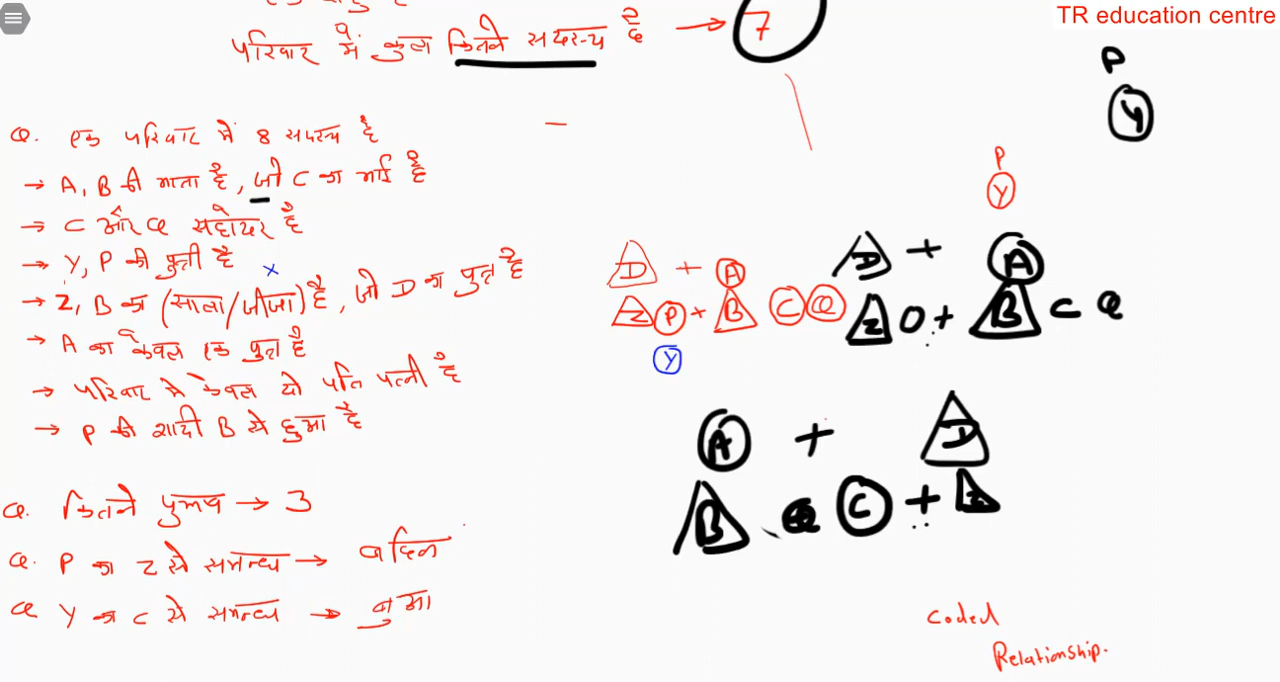 TR education centre
परिवार में कुल कितने सदस्य है → 7
Q. एक परिवार में 8 सदस्य है
→ A, B की माता है, जो C का भाई है
→ C और Q सहोदर है
→ Y, P की पुत्री है
→ Z, B का (साला/जीजा) है, जो D का पुत्र है
→ A का केवल एक पुत्र है
→ परिवार में केवल दो पति पत्नी है
→ P की शादी B से हुआ है
Q. कितने पुरुष → 3
Q. P का Z से सम्बन्ध → बहिन
Q Y का C से सम्बन्ध → बुआ
P
Y
P
Y
D + A
Z P + B C Q
Y
D + A
Z O + B C Q
A + D
B Q C + Z
Coded
Relationship.